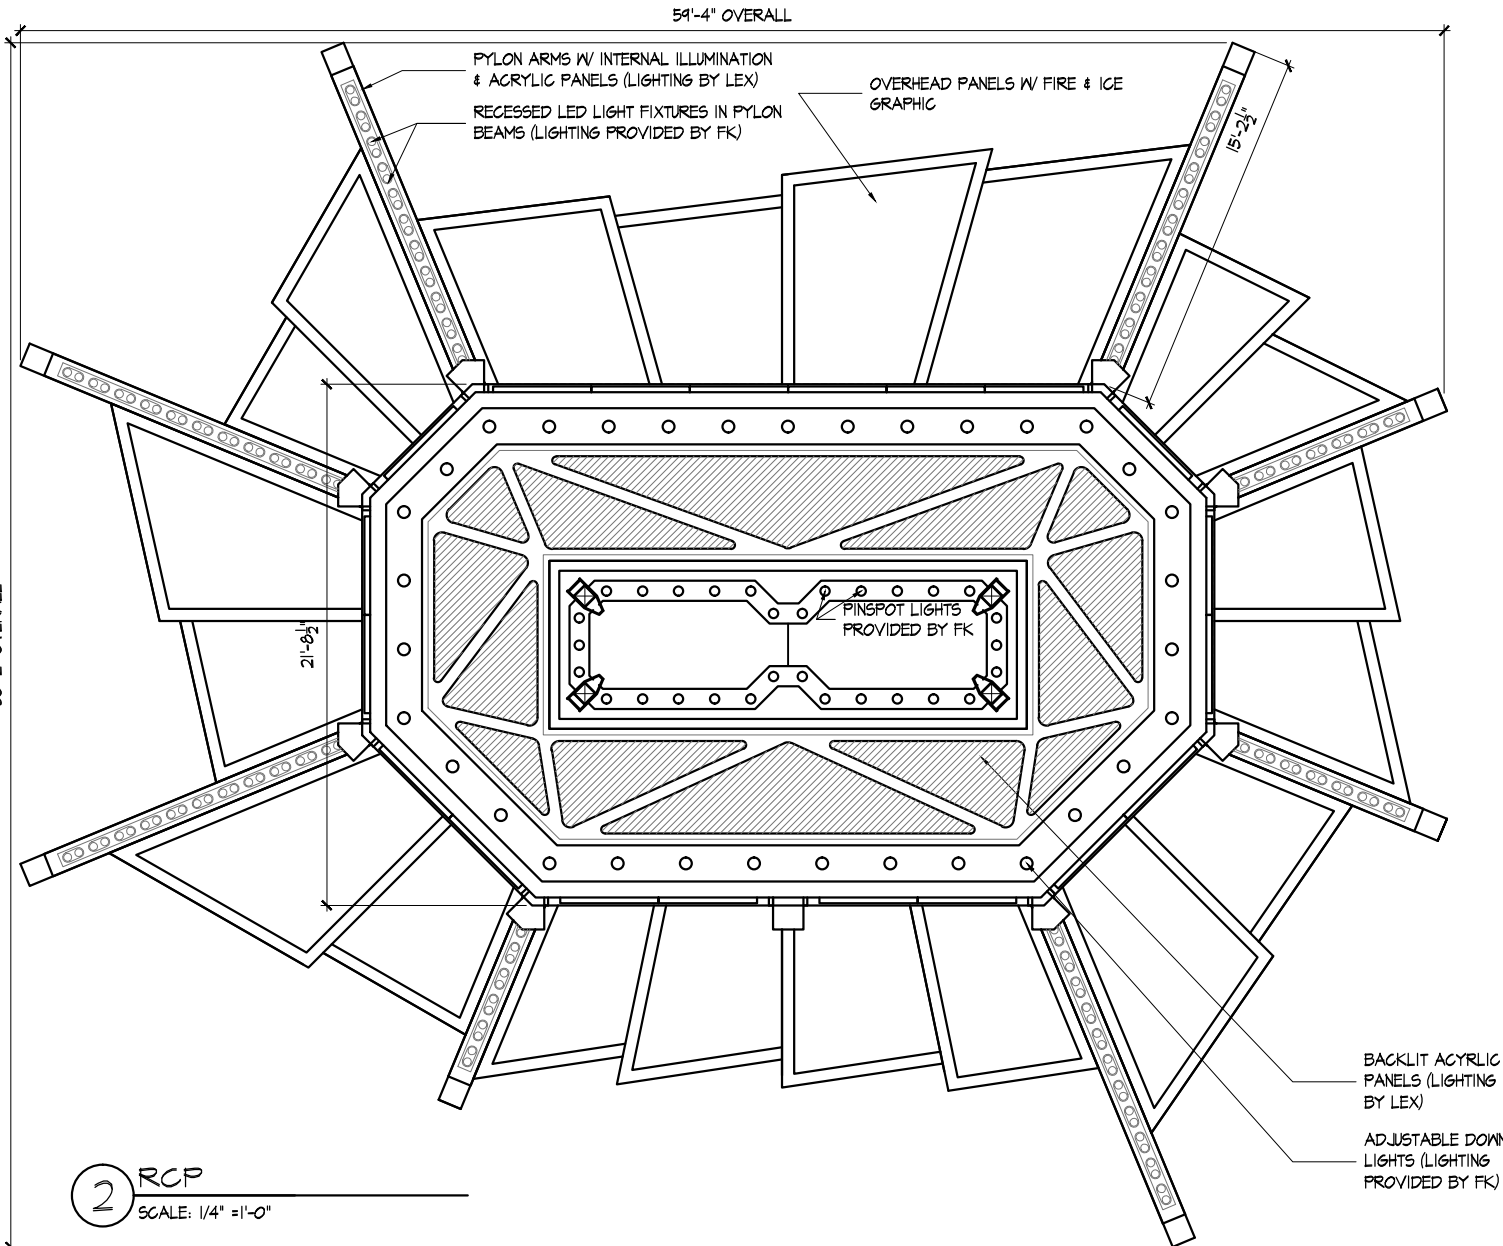 59'-4" OVERALL
PYLON ARMS W/ INTERNAL ILLUMINATION
& ACRYLIC PANELS (LIGHTING BY LEX)
RECESSED LED LIGHT FIXTURES IN PYLON
BEAMS (LIGHTING PROVIDED BY FK)
OVERHEAD PANELS W/ FIRE & ICE
GRAPHIC
15'-2½"
21'-8½"
PINSPOT LIGHTS
PROVIDED BY FK
BACKLIT ACYRLIC
PANELS (LIGHTING
BY LEX)
ADJUSTABLE DOWN
LIGHTS (LIGHTING
PROVIDED BY FK)
2
RCP
SCALE: 1/4" =1'-0"